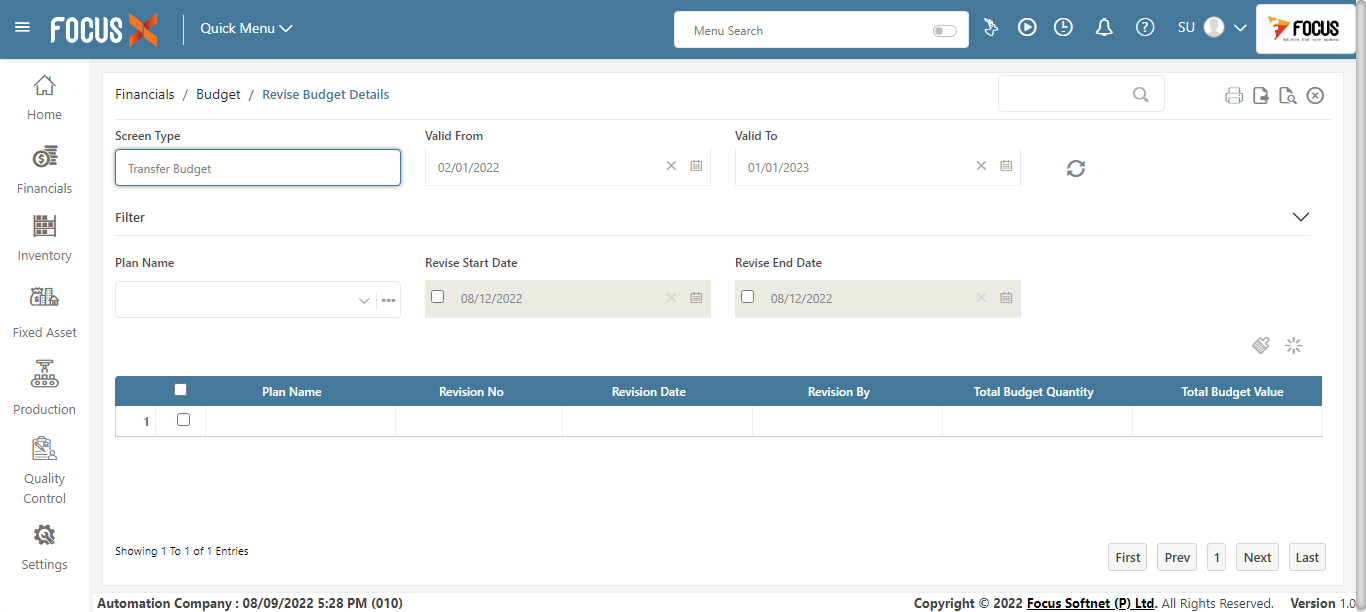 FOCUS X
Quick Menu
Menu Search
SU
FOCUS
Home
Financials
Inventory
Fixed Asset
Production
Quality
Control
Settings
Financials / Budget / Revise Budget Details
Screen Type
Valid From
Valid To
Transfer Budget
02/01/2022
01/01/2023
Filter
Plan Name
Revise Start Date
Revise End Date
08/12/2022
08/12/2022
Plan Name
Revision No
Revision Date
Revision By
Total Budget Quantity
Total Budget Value
1
Showing 1 To 1 of 1 Entries
First
Prev
1
Next
Last
Automation Company : 08/09/2022 5:28 PM (010)
Copyright © 2022 Focus Softnet (P) Ltd. All Rights Reserved.
Version 1.0